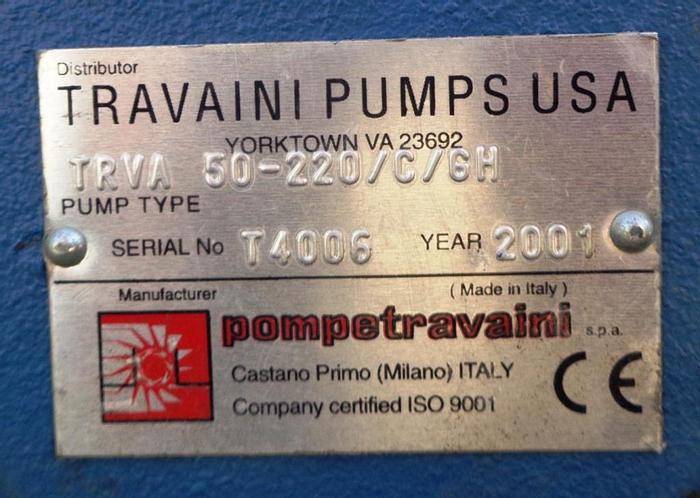 Distributor
TRAVAINI PUMPS USA
YORKTOWN VA 23692
TRVA 50-220/C/GH
PUMP TYPE
SERIAL No T4006 YEAR 2001
Manufacturer (Made in Italy)
pompetravaini s.p.a.
Castano Primo (Milano) ITALY
Company certified ISO 9001
CE